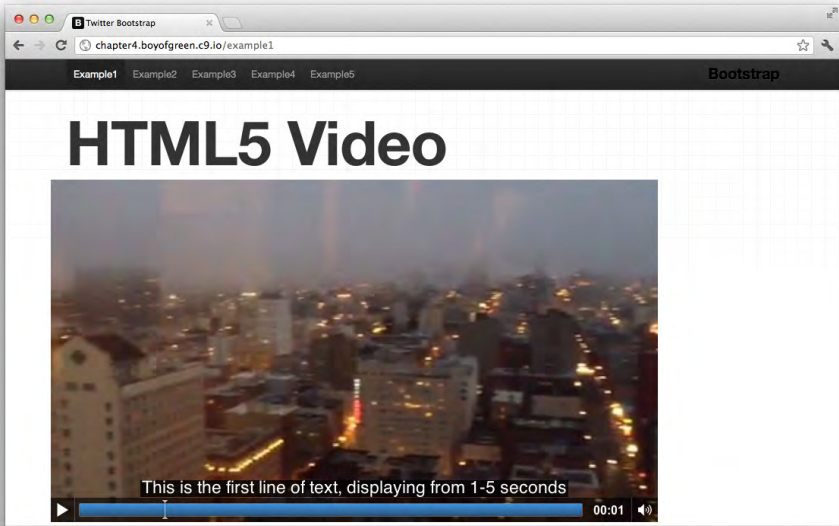 Twitter Bootstrap
chapter4.boyofgreen.c9.io/example1
Example1 Example2 Example3 Example4 Example5 Bootstrap
HTML5 Video
This is the first line of text, displaying from 1-5 seconds
00:01